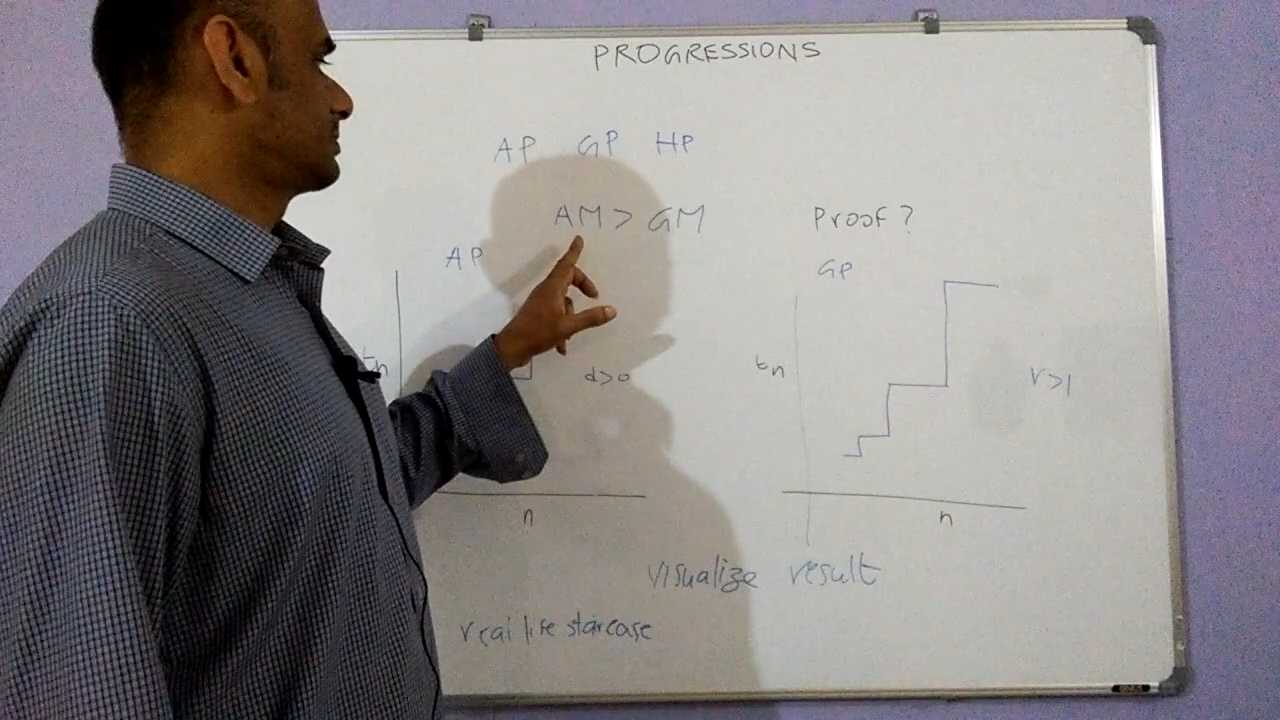 PROGRESSIONS
AP GP HP
AM > GM Proof?
AP
GP
tn
d>0
tn
r>1
n
n
visualize result
real life staircase